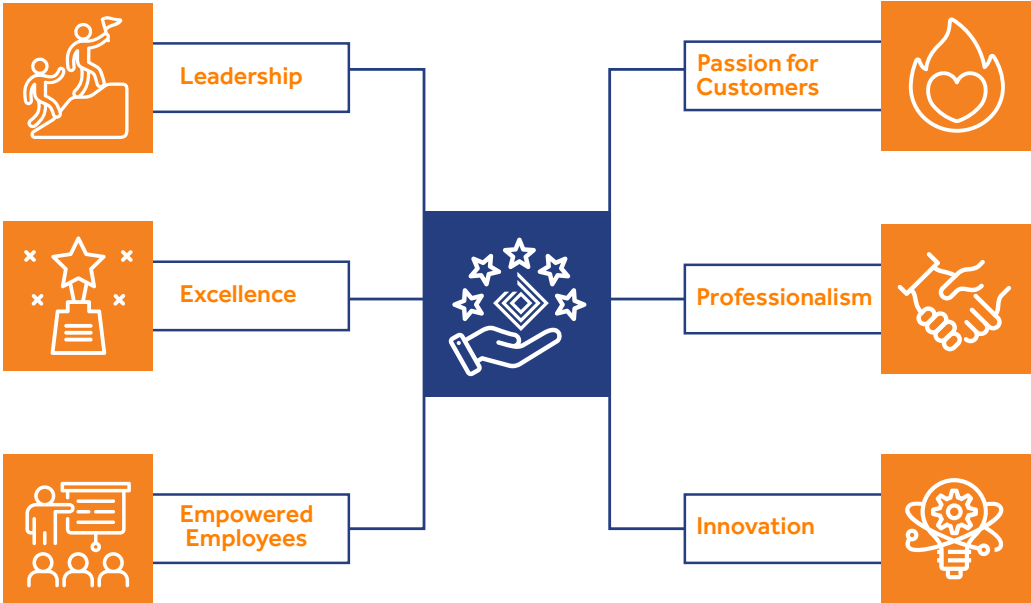 Leadership
Passion for
Customers
Excellence
Professionalism
Empowered
Employees
Innovation